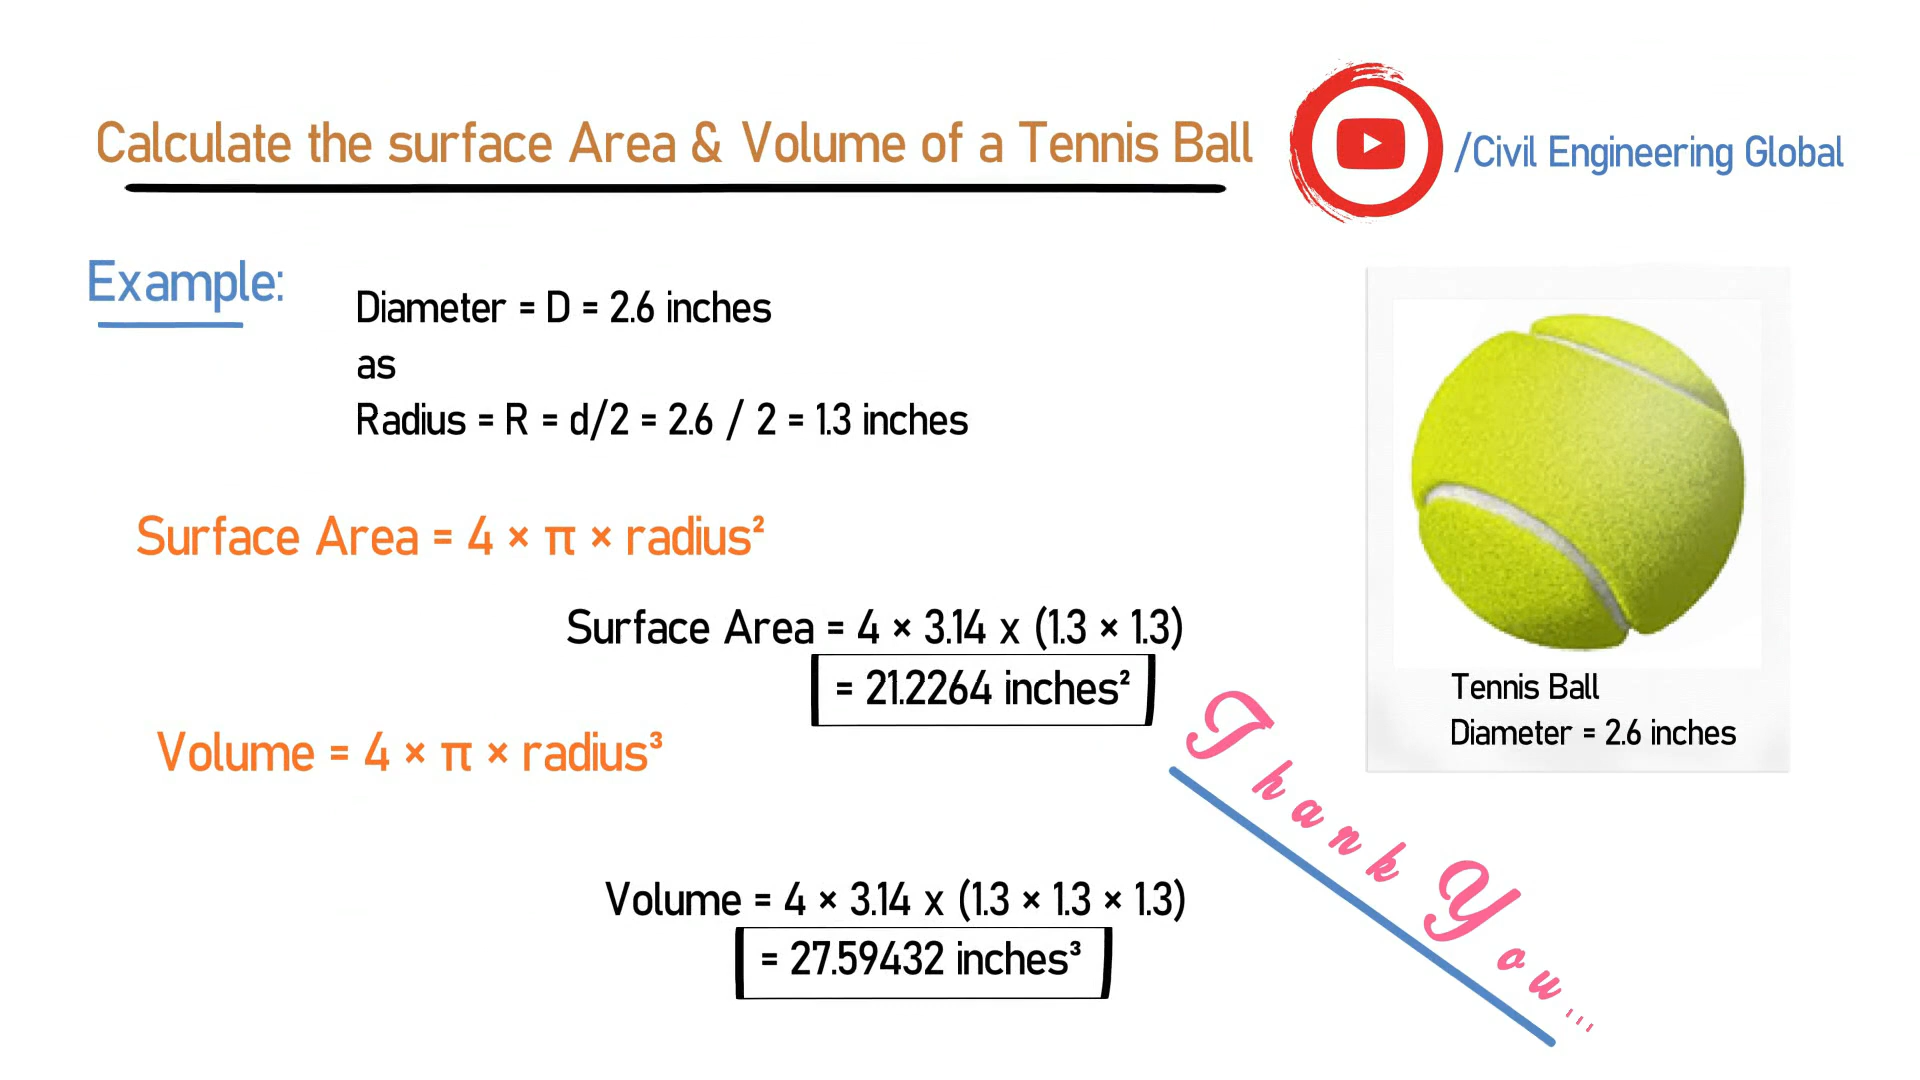 Calculate the surface Area & Volume of a Tennis Ball
/Civil Engineering Global
Example:
Diameter = D = 2.6 inches
as
Radius = R = d/2 = 2.6 / 2 = 1.3 inches
Surface Area = 4 × π × radius²
Surface Area = 4 × 3.14 x (1.3 × 1.3)
= 21.2264 inches²
Volume = 4 × π × radius³
Volume = 4 × 3.14 x (1.3 × 1.3 × 1.3)
= 27.59432 inches³
Tennis Ball
Diameter = 2.6 inches
Thank You...